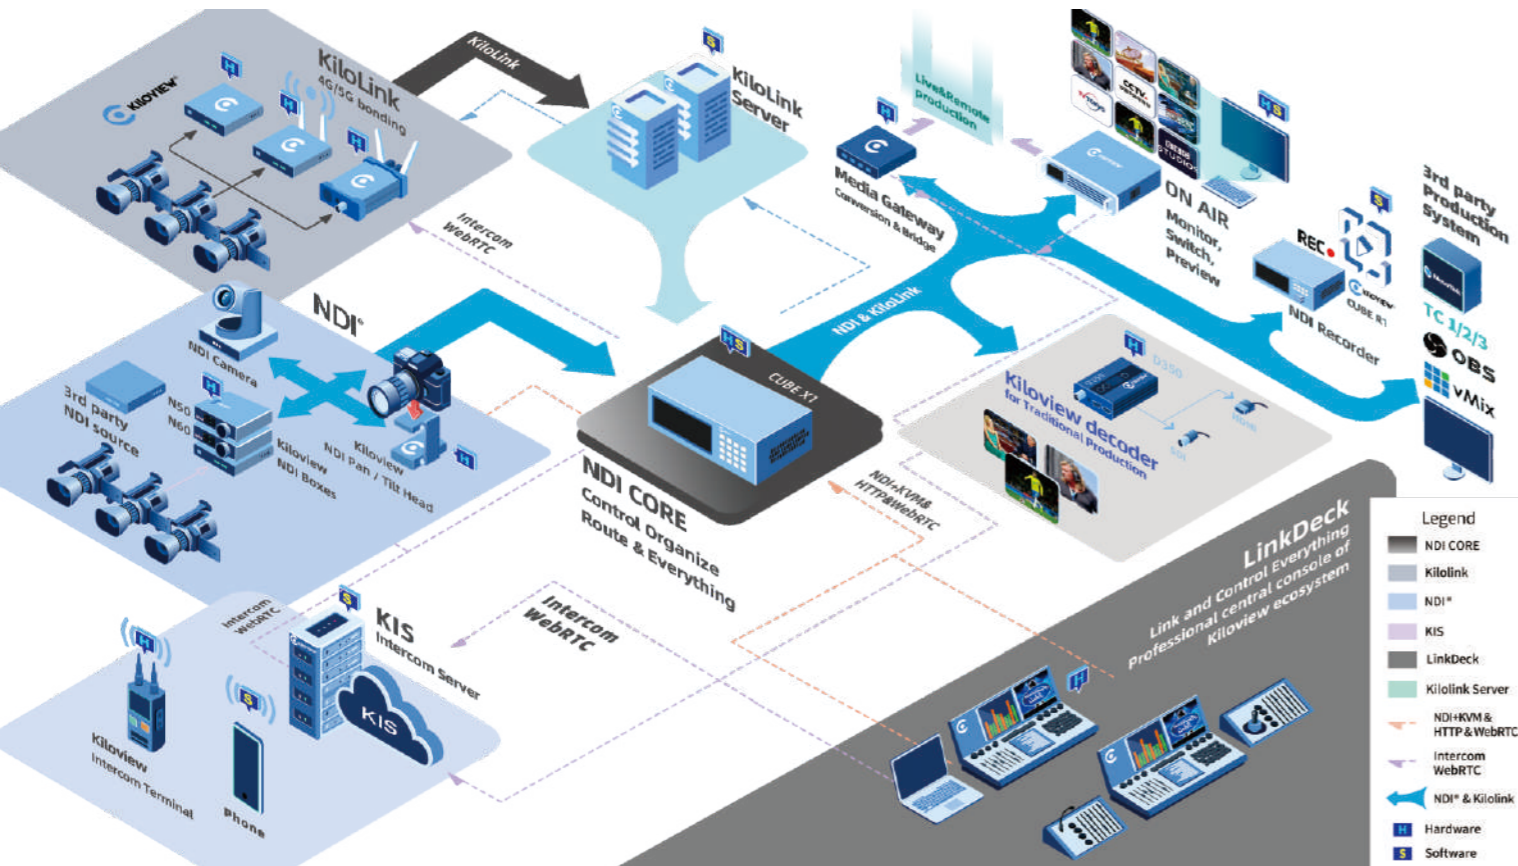 KILOVIEW
KiloLink
4G/5G bonding
H
H
H
KiloLink
S
KiloLink
Server
Live&Remote
production
H
Media Gateway
Conversion & Bridge
CCTV
STUDIOS
H S
KILOVIEW
ON AIR
Monitor,
Switch,
Preview
S
REC
KILOVIEW
CUBE R1
NDI Recorder
3rd party
Production
System
TC 1/2/3
OBS
vMix
Intercom
WebRTC
NDI & KiloLink
NDI®
NDI Camera
3rd party
NDI source
H
N50
N60
Kiloview
NDI Boxes
Kiloview
NDI Pan / Tilt Head
H
H S
CUBE X1
NDI CORE
Control Organize
Route & Everything
H
D350
HDMI
SDI
Kiloview decoder
for Traditional Production
NDI+KVM&
HTTP&WebRTC
Intercom
WebRTC
S
KIS
Intercom Server
KIS
H
Kiloview
Intercom Terminal
S
Phone
Intercom
WebRTC
LinkDeck
Link and Control Everything
Professional central console of
Kiloview ecosystem
H
Legend
NDI CORE
Kilolink
NDI®
KIS
LinkDeck
Kilolink Server
NDI+KVM &
HTTP & WebRTC
Intercom
WebRTC
NDI® & Kilolink
H Hardware
S Software